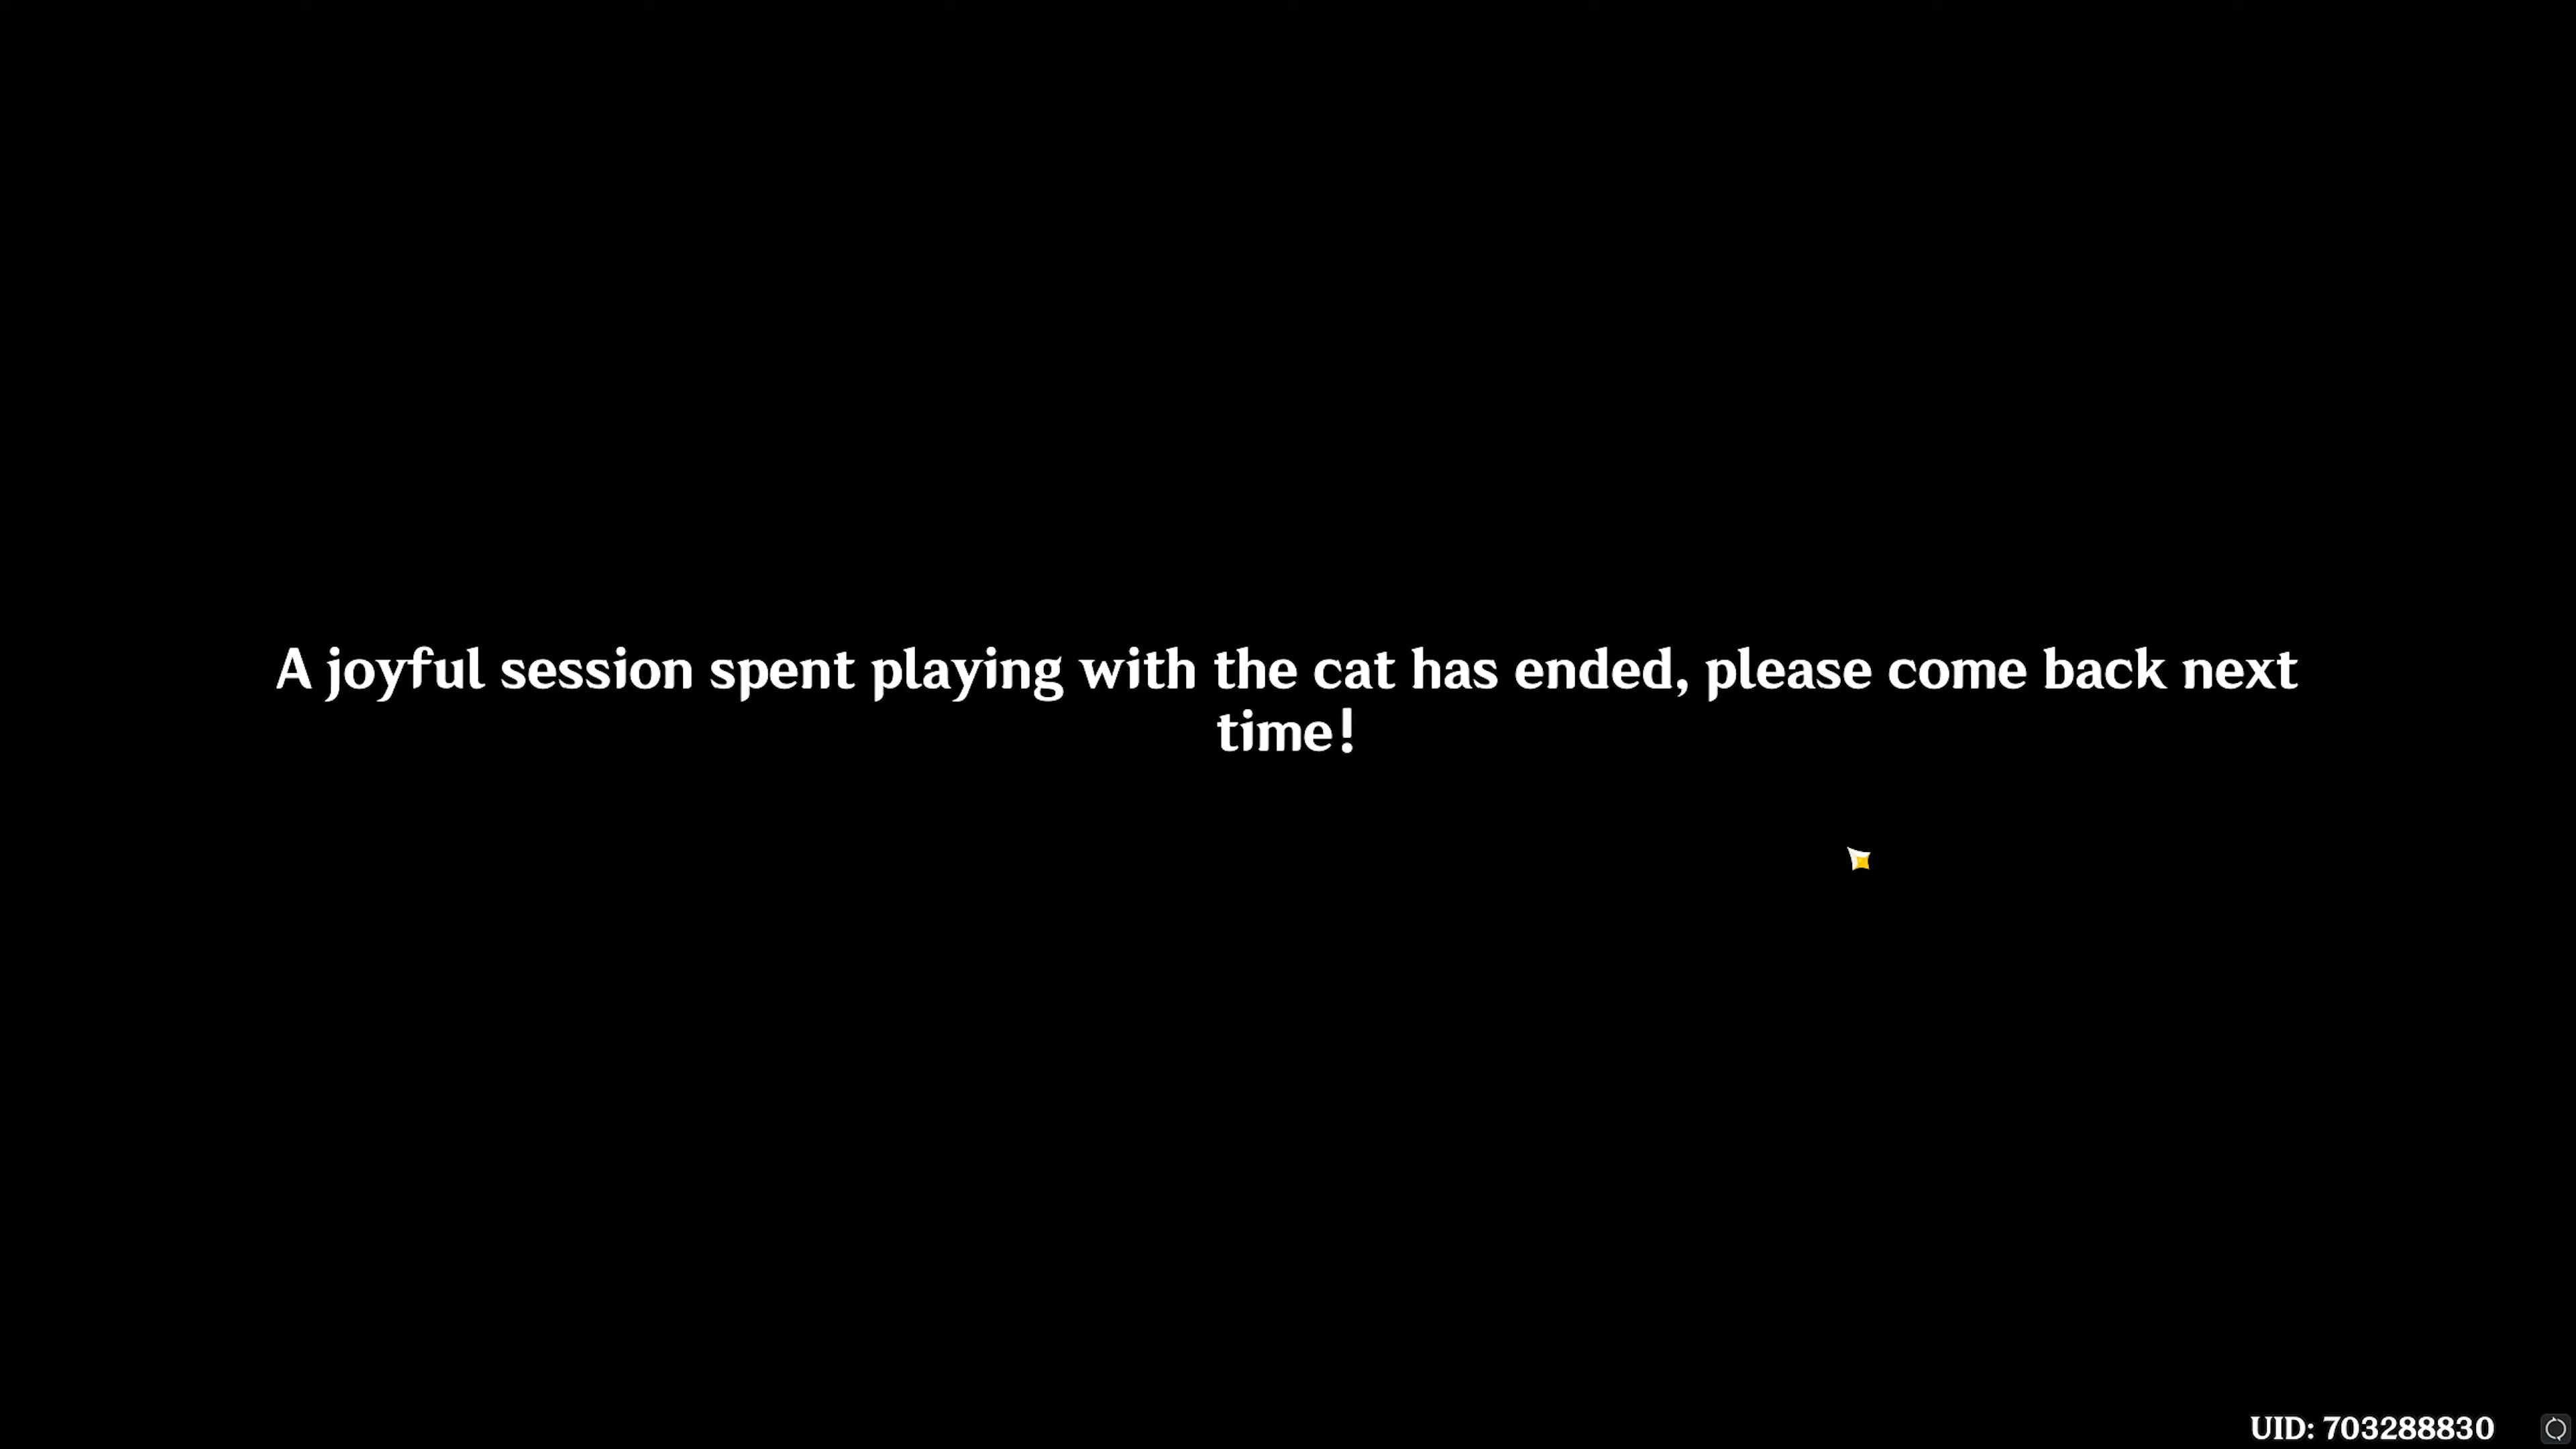 A joyful session spent playing with the cat has ended, please come back next
time!
UID: 703288830